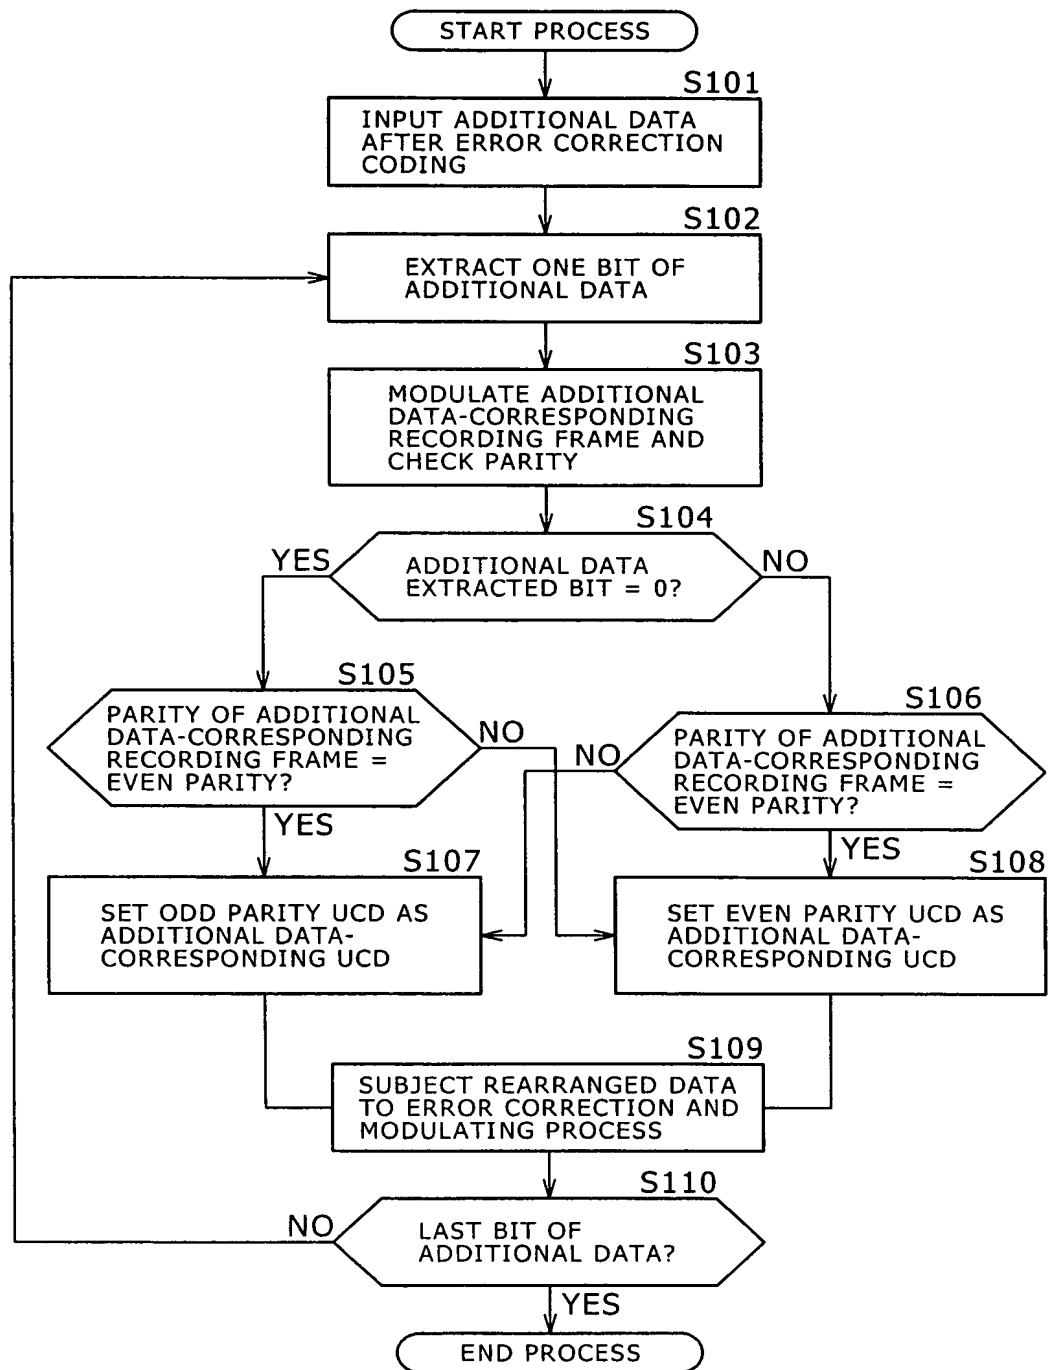 START PROCESS
S101
INPUT ADDITIONAL DATA
AFTER ERROR CORRECTION
CODING
S102
EXTRACT ONE BIT OF
ADDITIONAL DATA
S103
MODULATE ADDITIONAL
DATA-CORRESPONDING
RECORDING FRAME AND
CHECK PARITY
S104
YES
ADDITIONAL DATA
EXTRACTED BIT = 0?
NO
S105
PARITY OF ADDITIONAL
DATA-CORRESPONDING
RECORDING FRAME =
EVEN PARITY?
NO
YES
S106
NO
PARITY OF ADDITIONAL
DATA-CORRESPONDING
RECORDING FRAME =
EVEN PARITY?
YES
S107
SET ODD PARITY UCD AS
ADDITIONAL DATA-
CORRESPONDING UCD
S108
SET EVEN PARITY UCD AS
ADDITIONAL DATA-
CORRESPONDING UCD
S109
SUBJECT REARRANGED DATA
TO ERROR CORRECTION AND
MODULATING PROCESS
S110
NO
LAST BIT OF
ADDITIONAL DATA?
YES
END PROCESS